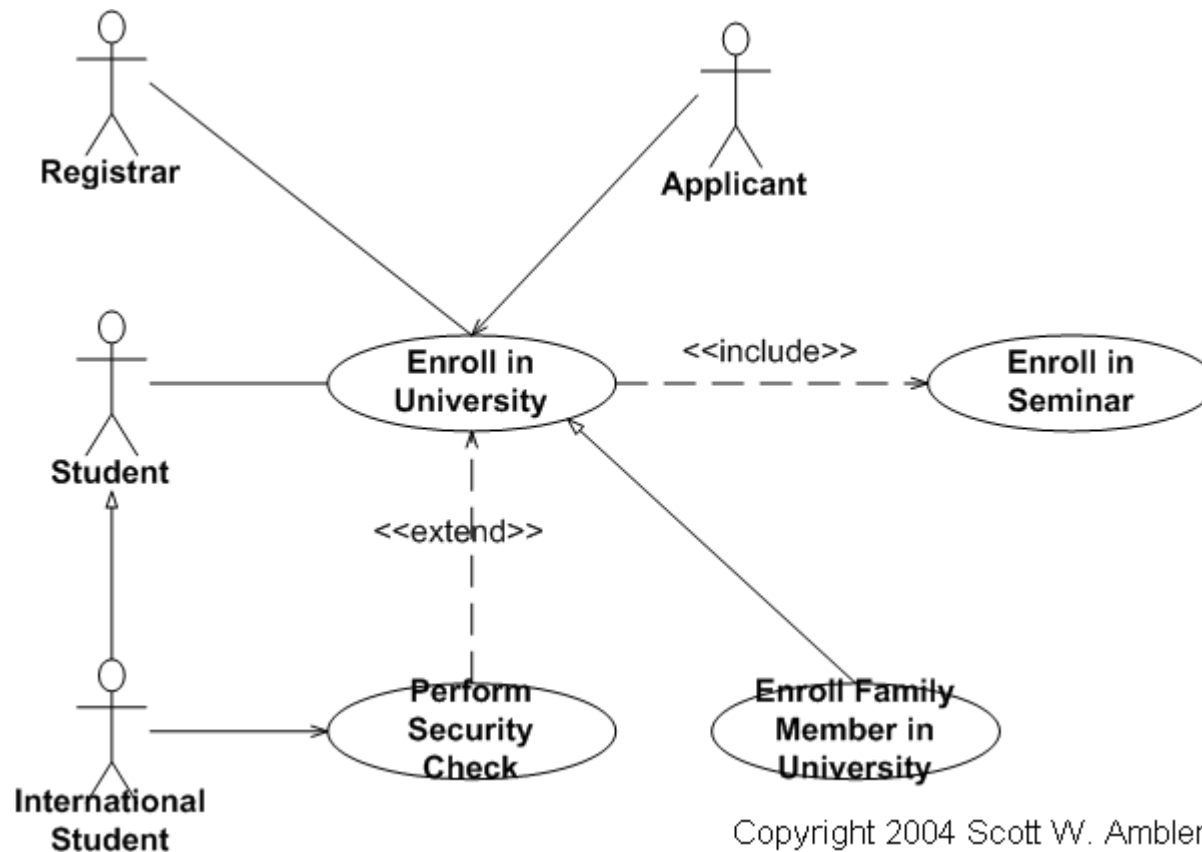 Registrar
Applicant
Enroll in
University
<<include>>
Enroll in
Seminar
Student
<<extend>>
Perform
Security
Check
Enroll Family
Member in
University
International
Student
Copyright 2004 Scott W. Ambler